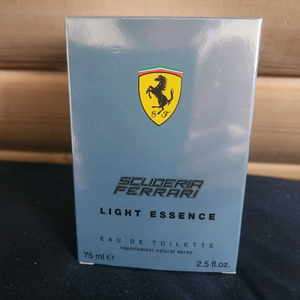 S F
SCUDERIA
FERRARI
LIGHT ESSENCE
EAU DE TOILETTE
vaporisateur natural spray
75 ml ℮ 2.5 fl.oz.